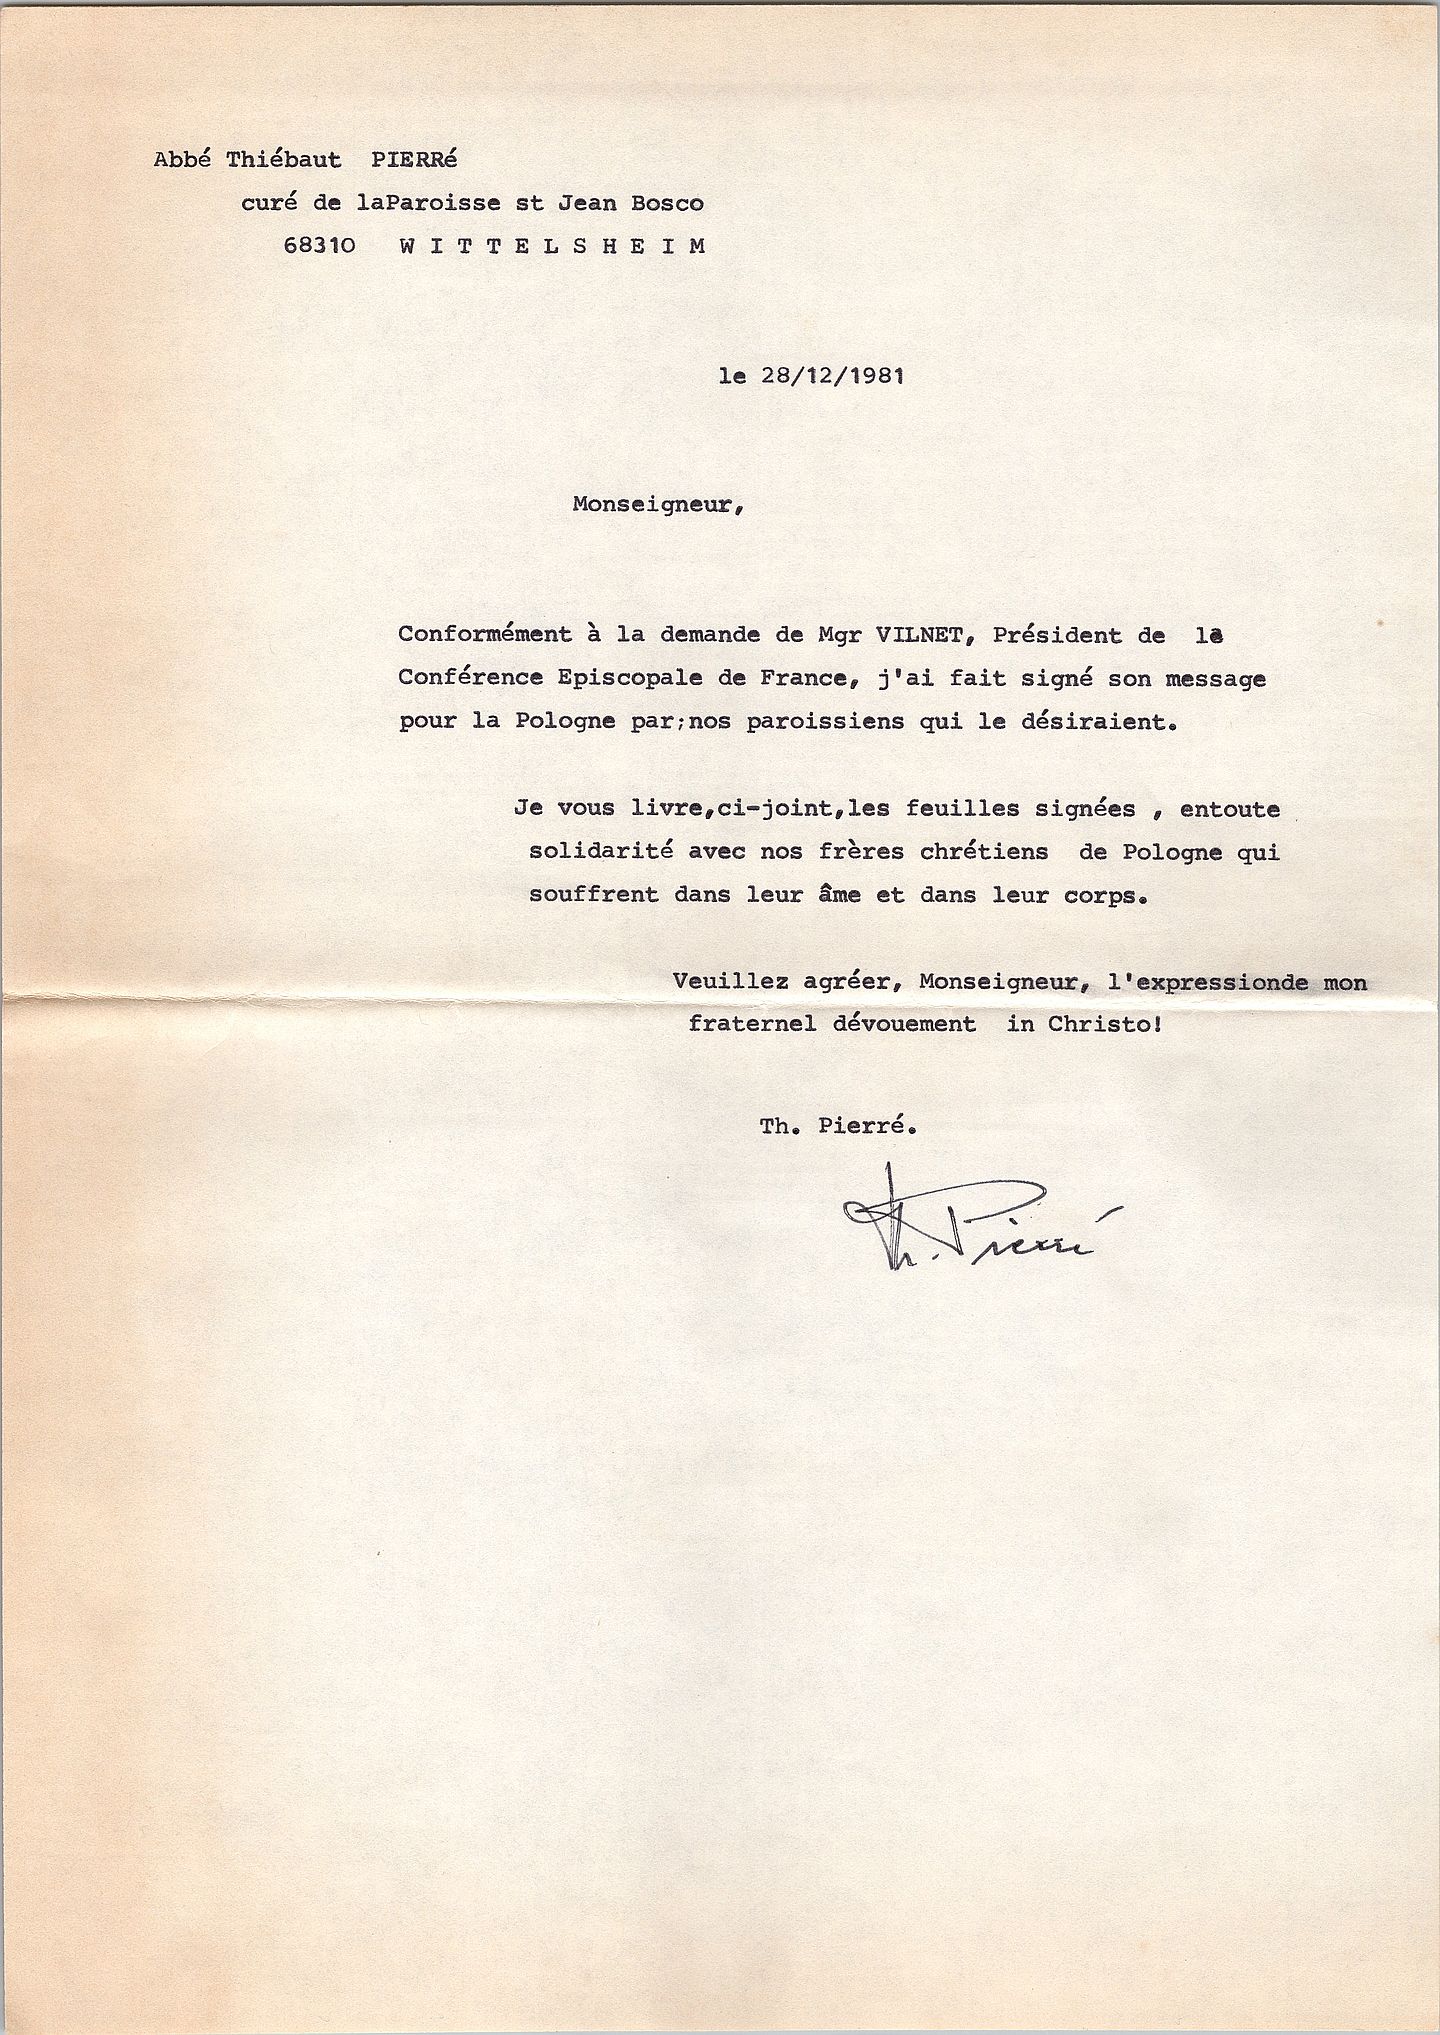 Abbé Thiébaut PIERRé
curé de laParoisse st Jean Bosco
68310 W I T T E L S H E I M
le 28/12/1981
Monseigneur,
Conformément à la demande de Mgr VILNET, Président de la
Conférence Episcopale de France, j'ai fait signé son message
pour la Pologne par;nos paroissiens qui le désiraient.
Je vous livre,ci-joint,les feuilles signées , entoute
solidarité avec nos frères chrétiens de Pologne qui
souffrent dans leur âme et dans leur corps.
Veuillez agréer, Monseigneur, l'expressionde mon
fraternel dévouement in Christo!
Th. Pierré.
Th. Pierré